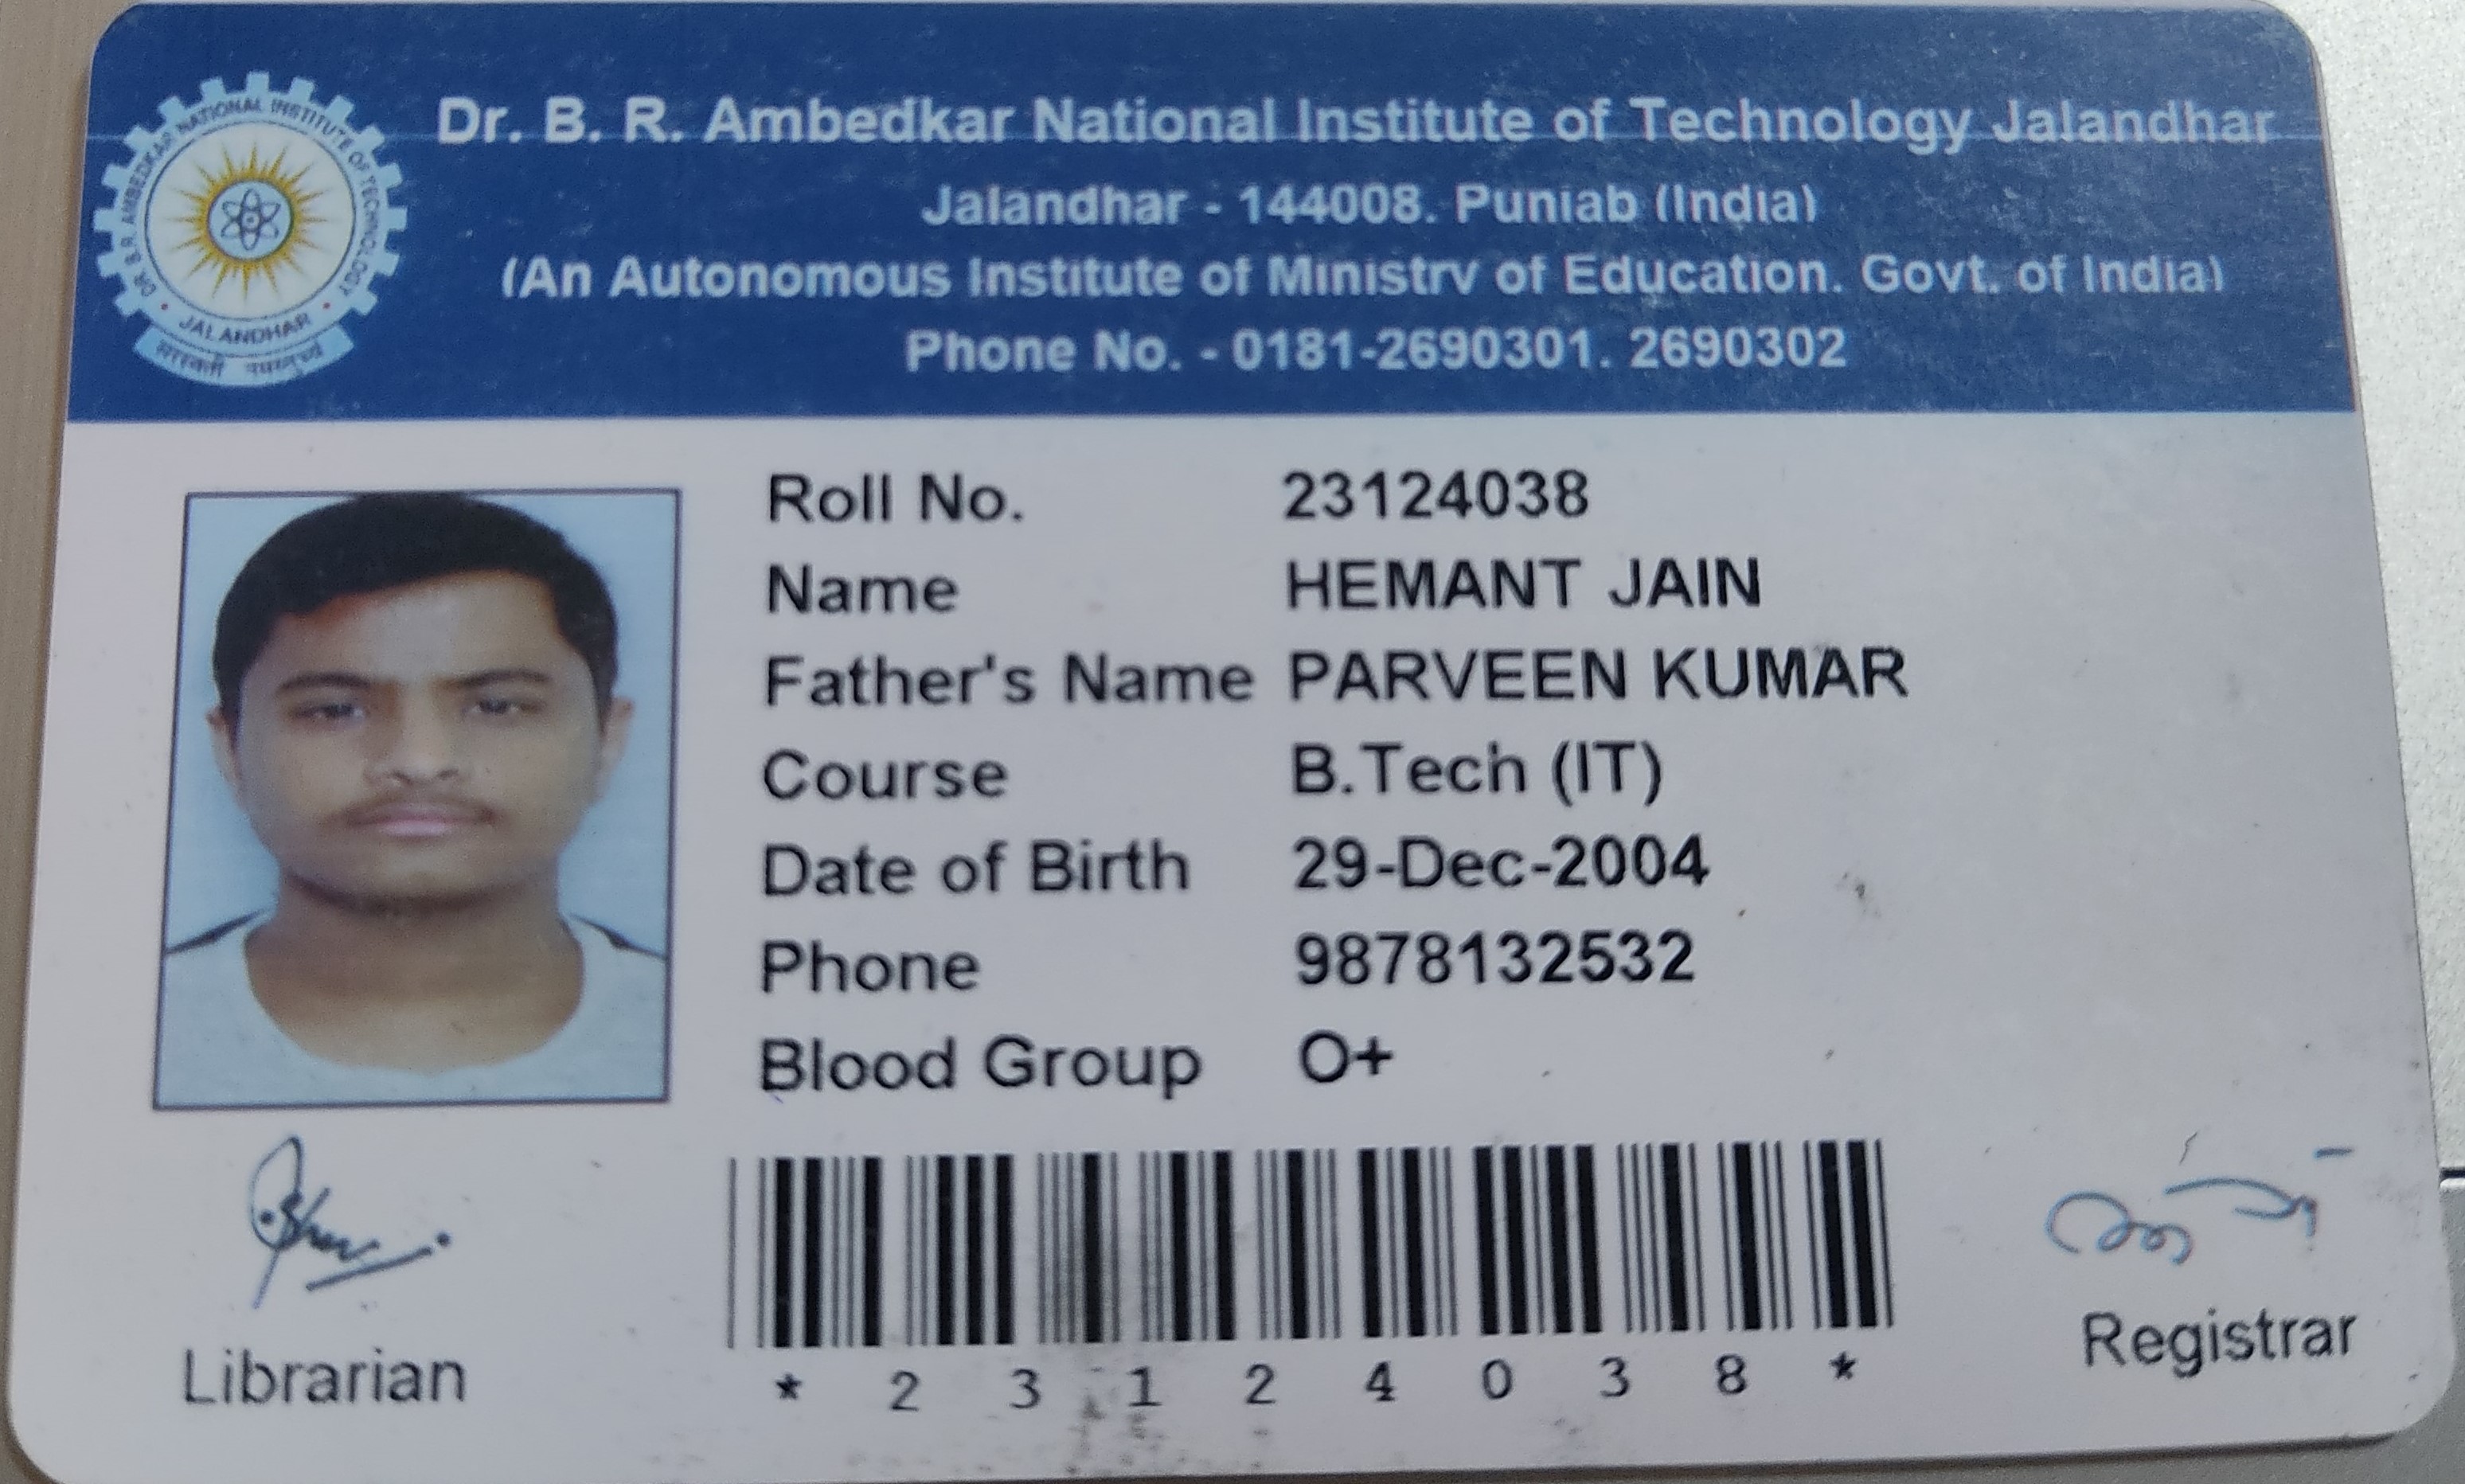 Dr. B. R. Ambedkar National Institute of Technology Jalandhar
Jalandhar - 144008. Puniab (India)
(An Autonomous Institute of Ministrv of Education. Govt. of India)
Phone No. - 0181-2690301. 2690302
DR. B.R. AMBEDKAR NATIONAL INSTITUTE OF TECHNOLOGY
JALANDHAR
Roll No. 23124038
Name HEMANT JAIN
Father's Name PARVEEN KUMAR
Course B.Tech (IT)
Date of Birth 29-Dec-2004
Phone 9878132532
Blood Group O+
* 2 3 1 2 4 0 3 8 *
Librarian
Registrar